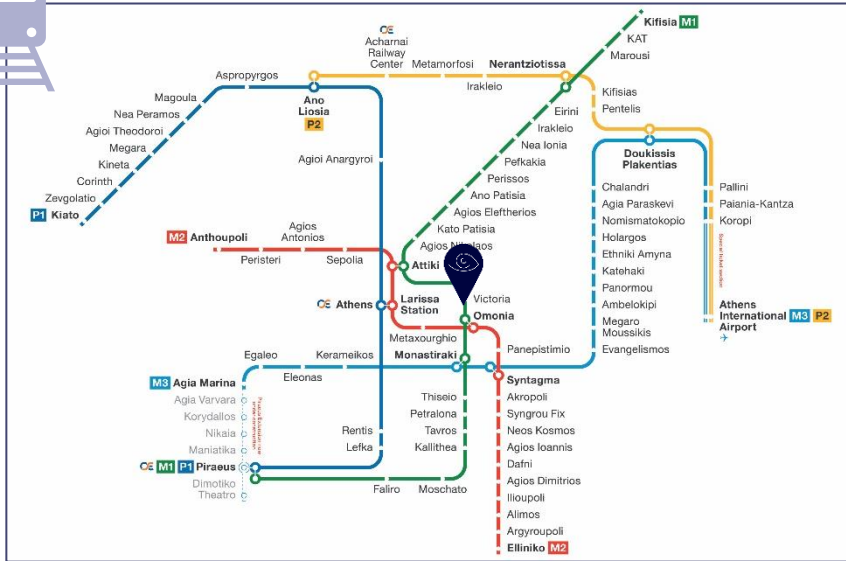 Kifisia M1
KAT
Marousi
Acharnai
Railway
Center
Metamorfosi
Nerantziotissa
Irakleio
Aspropyrgos
Ano
Liosia
P2
Magoula
Nea Peramos
Agioi Theodoroi
Megara
Kineta
Corinth
Zevgolatio
P1 Kiato
Kifisias
Pentelis
Doukissis
Plakentias
Eirini
Irakleio
Nea Ionia
Pefkakia
Perissos
Ano Patisia
Agios Eleftherios
Kato Patisia
Agios Nikolaos
Attiki
Agioi Anargyroi
M2 Anthoupoli
Peristeri
Agios
Antonios
Sepolia
Athens
Larissa
Station
Victoria
Omonia
Metaxourghio
Monastiraki
Panepistimio
Syntagma
Chalandri
Agia Paraskevi
Nomismatokopio
Holargos
Ethniki Amyna
Katehaki
Panormou
Ambelokipi
Megaro
Moussikis
Evangelismos
Pallini
Paiania-Kantza
Koropi
Special ticket section
Athens
International M3 P2
Airport
Egaleo
Kerameikos
Eleonas
M3 Agia Marina
Agia Varvara
Korydallos
Nikaia
Maniatika
M1 P1 Piraeus
Dimotiko
Theatro
Rentis
Lefka
Thiseio
Petralona
Tavros
Kallithea
Faliro
Moschato
Akropoli
Syngrou Fix
Neos Kosmos
Agios Ioannis
Dafni
Agios Dimitrios
Ilioupoli
Alimos
Argyroupoli
Elliniko M2